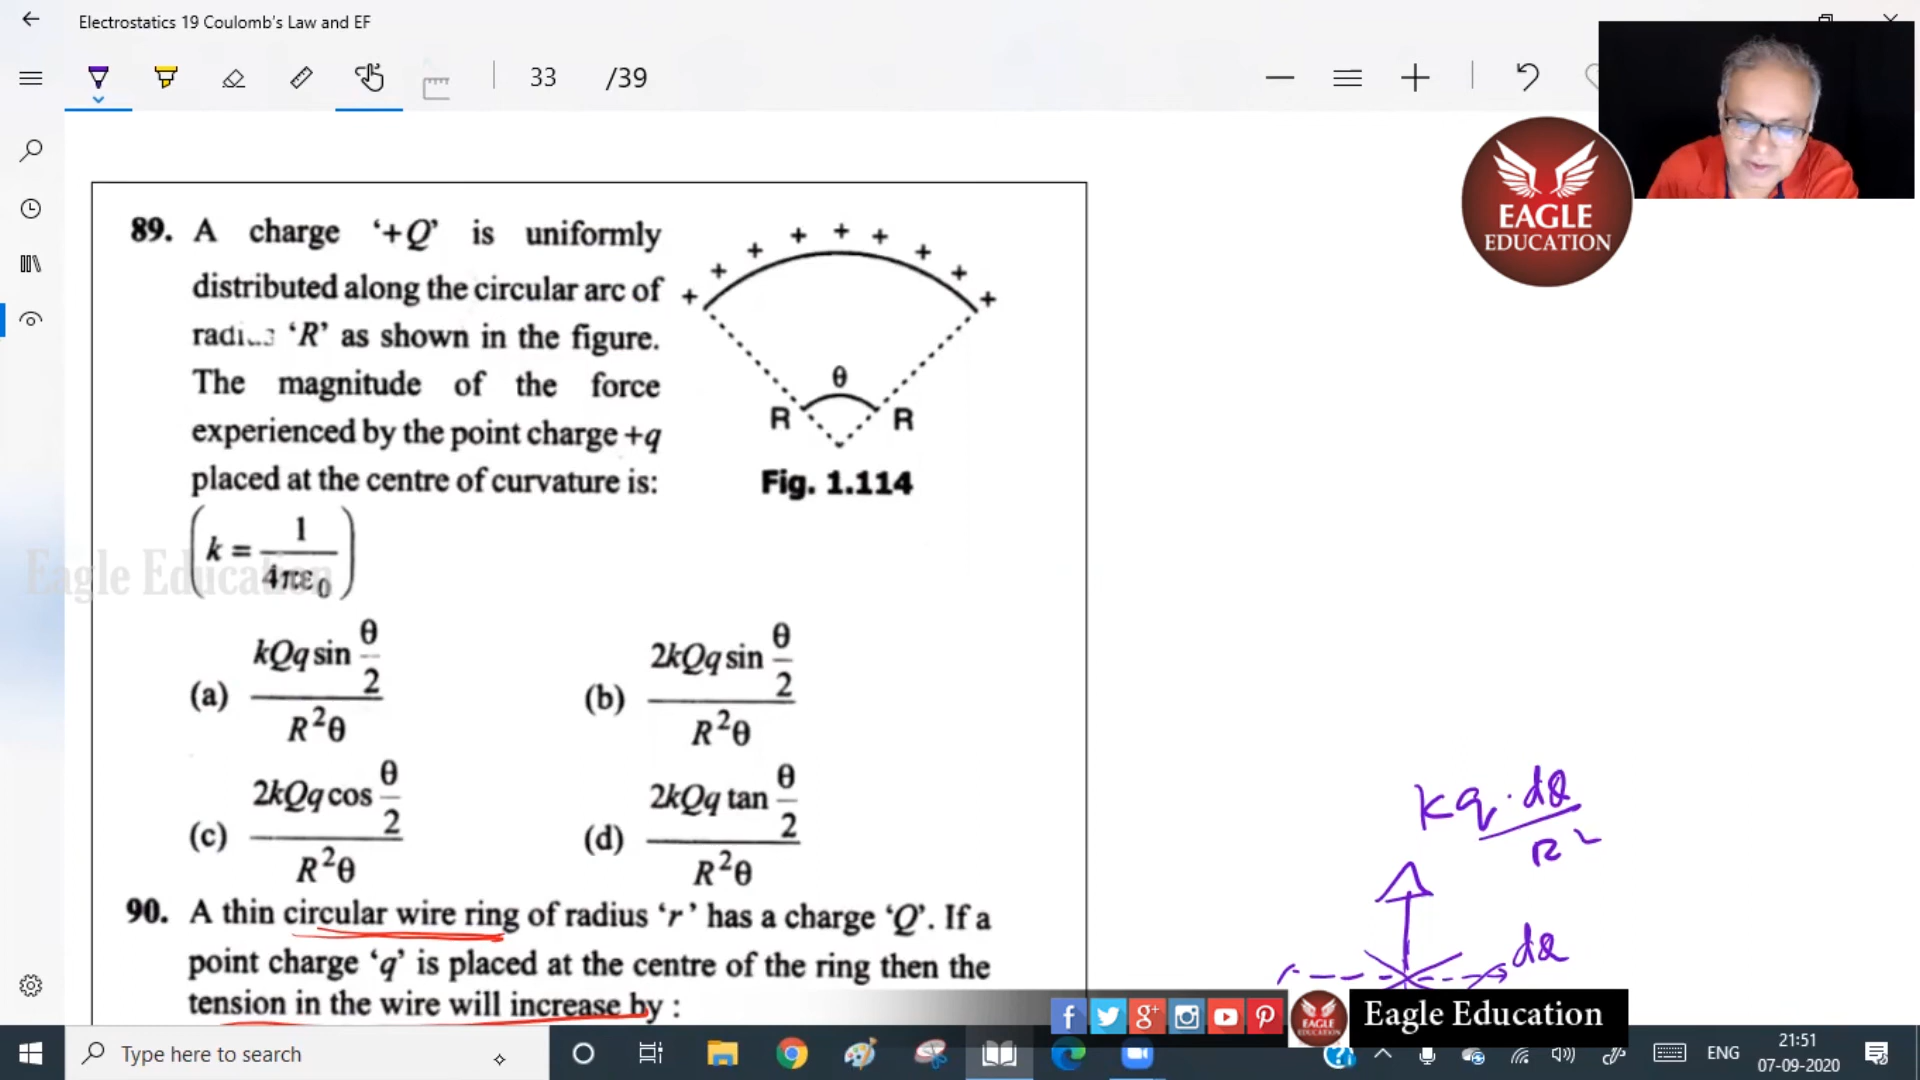 Electrostatics 19 Coulomb's Law and EF
33 /39
EAGLE
EDUCATION
89. A charge ‘+Q’ is uniformly
distributed along the circular arc of
radius ‘R’ as shown in the figure.
The magnitude of the force
experienced by the point charge +q
placed at the centre of curvature is:
(k = 1/4πε0)
+ + + + + + + + +
θ
R R
Fig. 1.114
Eagle Education
(a) kQq sin θ/2 / R²θ
(b) 2kQq sin θ/2 / R²θ
(c) 2kQq cos θ/2 / R²θ
(d) 2kQq tan θ/2 / R²θ
kq.dQ/R²
dQ
90. A thin circular wire ring of radius ‘r’ has a charge ‘Q’. If a
point charge ‘q’ is placed at the centre of the ring then the
tension in the wire will increase by :
Eagle Education
Type here to search
ENG
21:51
07-09-2020